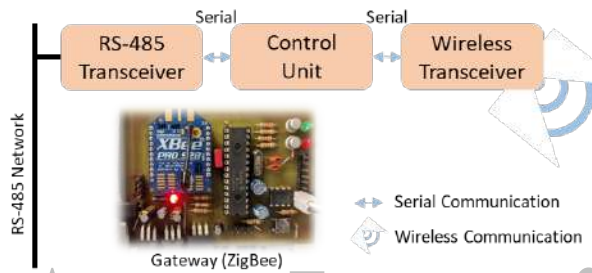 Serial
Serial
RS-485
Transceiver
Control
Unit
Wireless
Transceiver
RS-485 Network
XBee
Serial Communication
Wireless Communication
Gateway (ZigBee)